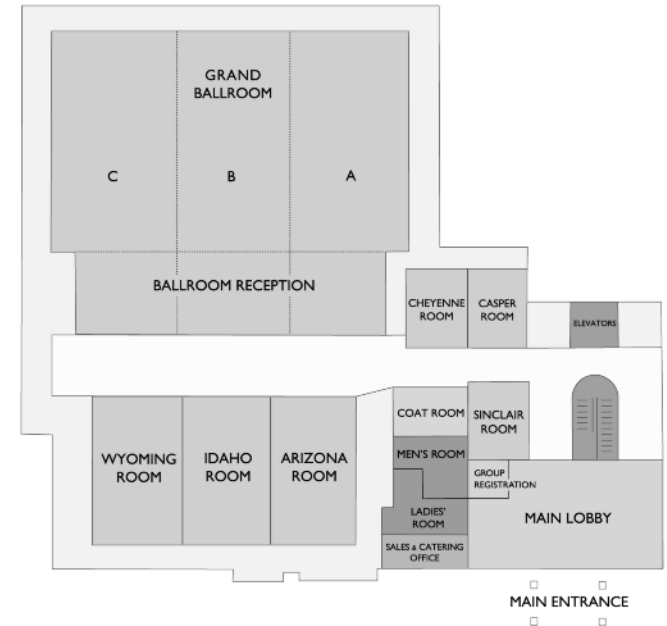 GRAND
BALLROOM
C
B
A
BALLROOM RECEPTION
CHEYENNE
ROOM
CASPER
ROOM
ELEVATORS
COAT ROOM
SINCLAIR
ROOM
WYOMING
ROOM
IDAHO
ROOM
ARIZONA
ROOM
MEN'S ROOM
GROUP
REGISTRATION
LADIES'
ROOM
MAIN LOBBY
SALES & CATERING
OFFICE
MAIN ENTRANCE